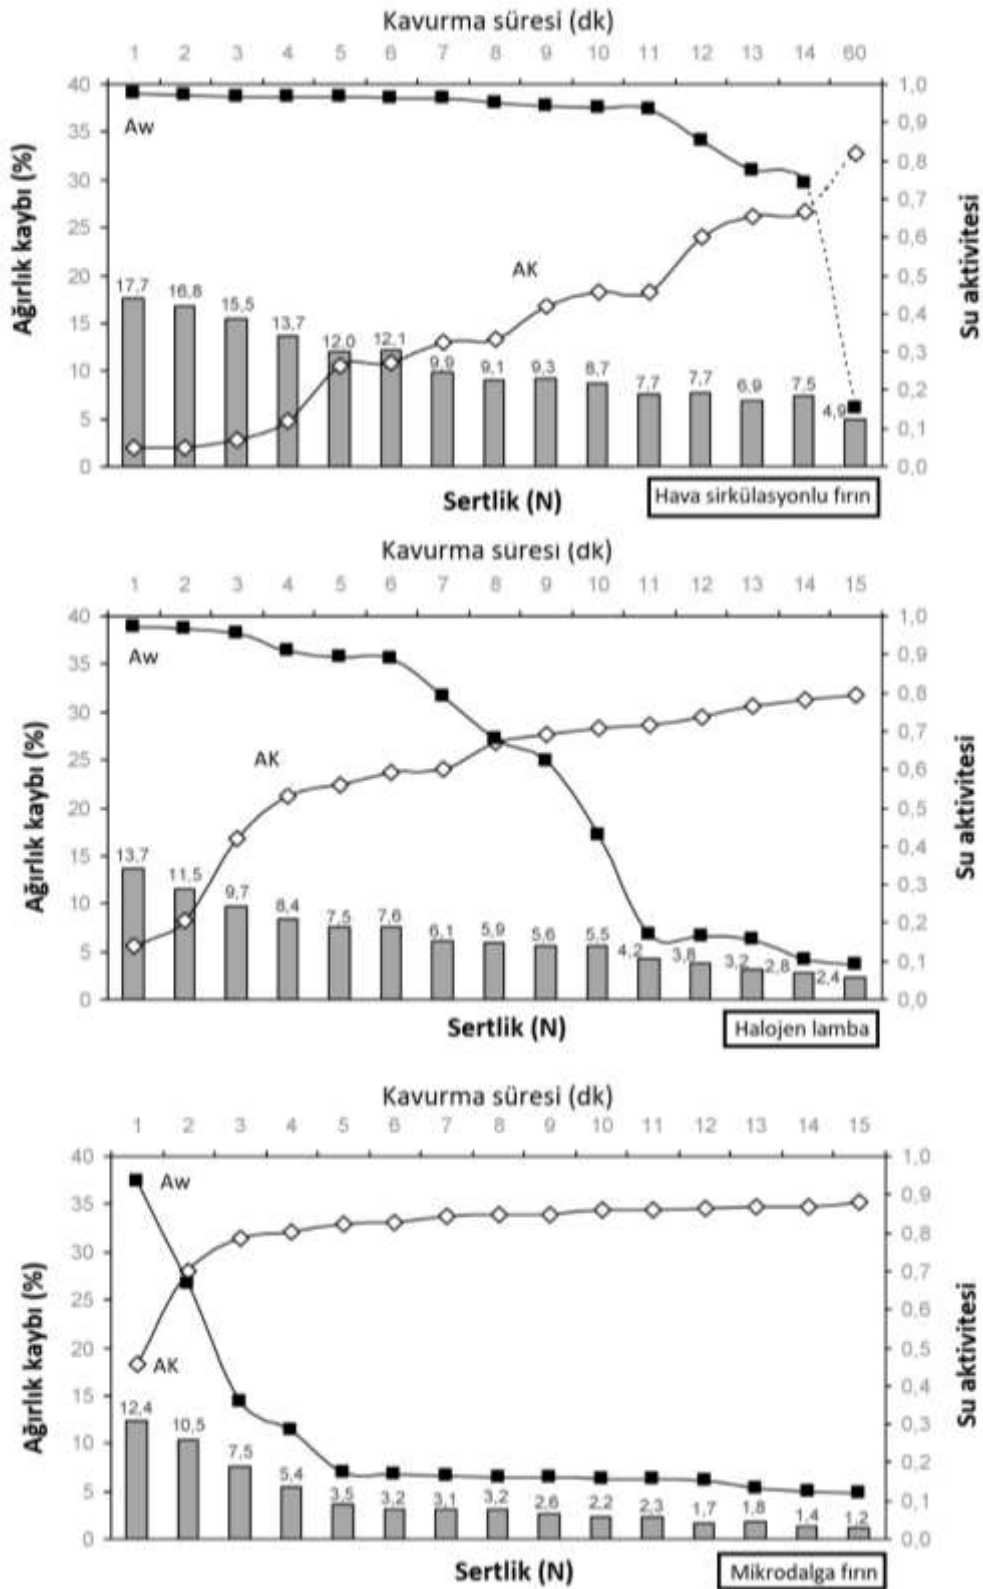 Kavurma süresi (dk)
1 2 3 4 5 6 7 8 9 10 11 12 13 14 60
40 1,0
35 0,9
Aw
0,8
30
0,7
25 0,6
AK
20 0,5
17,7 16,8 15,5 13,7 12,0 12,1 9,9 9,1 9,3 8,7 7,7 7,7 6,9 7,5 4,9
15 0,4
0,3
10
0,2
5 0,1
0 0,0
Ağırlık kaybı (%)
Su aktivitesi
Sertlik (N)
Hava sirkülasyonlu fırın
Kavurma süresi (dk)
1 2 3 4 5 6 7 8 9 10 11 12 13 14 15
40 1,0
35 0,9
Aw
0,8
30
0,7
25 0,6
AK
20 0,5
15 0,4
13,7 11,5 9,7 8,4 7,5 7,6 6,1 5,9 5,6 5,5 4,2 3,8 3,2 2,8 2,4
0,3
10
0,2
5 0,1
0 0,0
Ağırlık kaybı (%)
Su aktivitesi
Sertlik (N)
Halojen lamba
Kavurma süresi (dk)
1 2 3 4 5 6 7 8 9 10 11 12 13 14 15
40 1,0
Aw
35 0,9
0,8
30
0,7
25 0,6
20 0,5
AK
15 0,4
12,4 10,5 7,5 5,4 3,5 3,2 3,1 3,2 2,6 2,2 2,3 1,7 1,8 1,4 1,2
0,3
10
0,2
5 0,1
0 0,0
Ağırlık kaybı (%)
Su aktivitesi
Sertlik (N)
Mikrodalga fırın